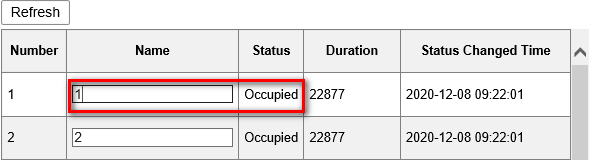 Refresh
Number Name Status Duration Status Changed Time
1 1 Occupied 22877 2020-12-08 09:22:01
2 2 Occupied 22877 2020-12-08 09:22:01